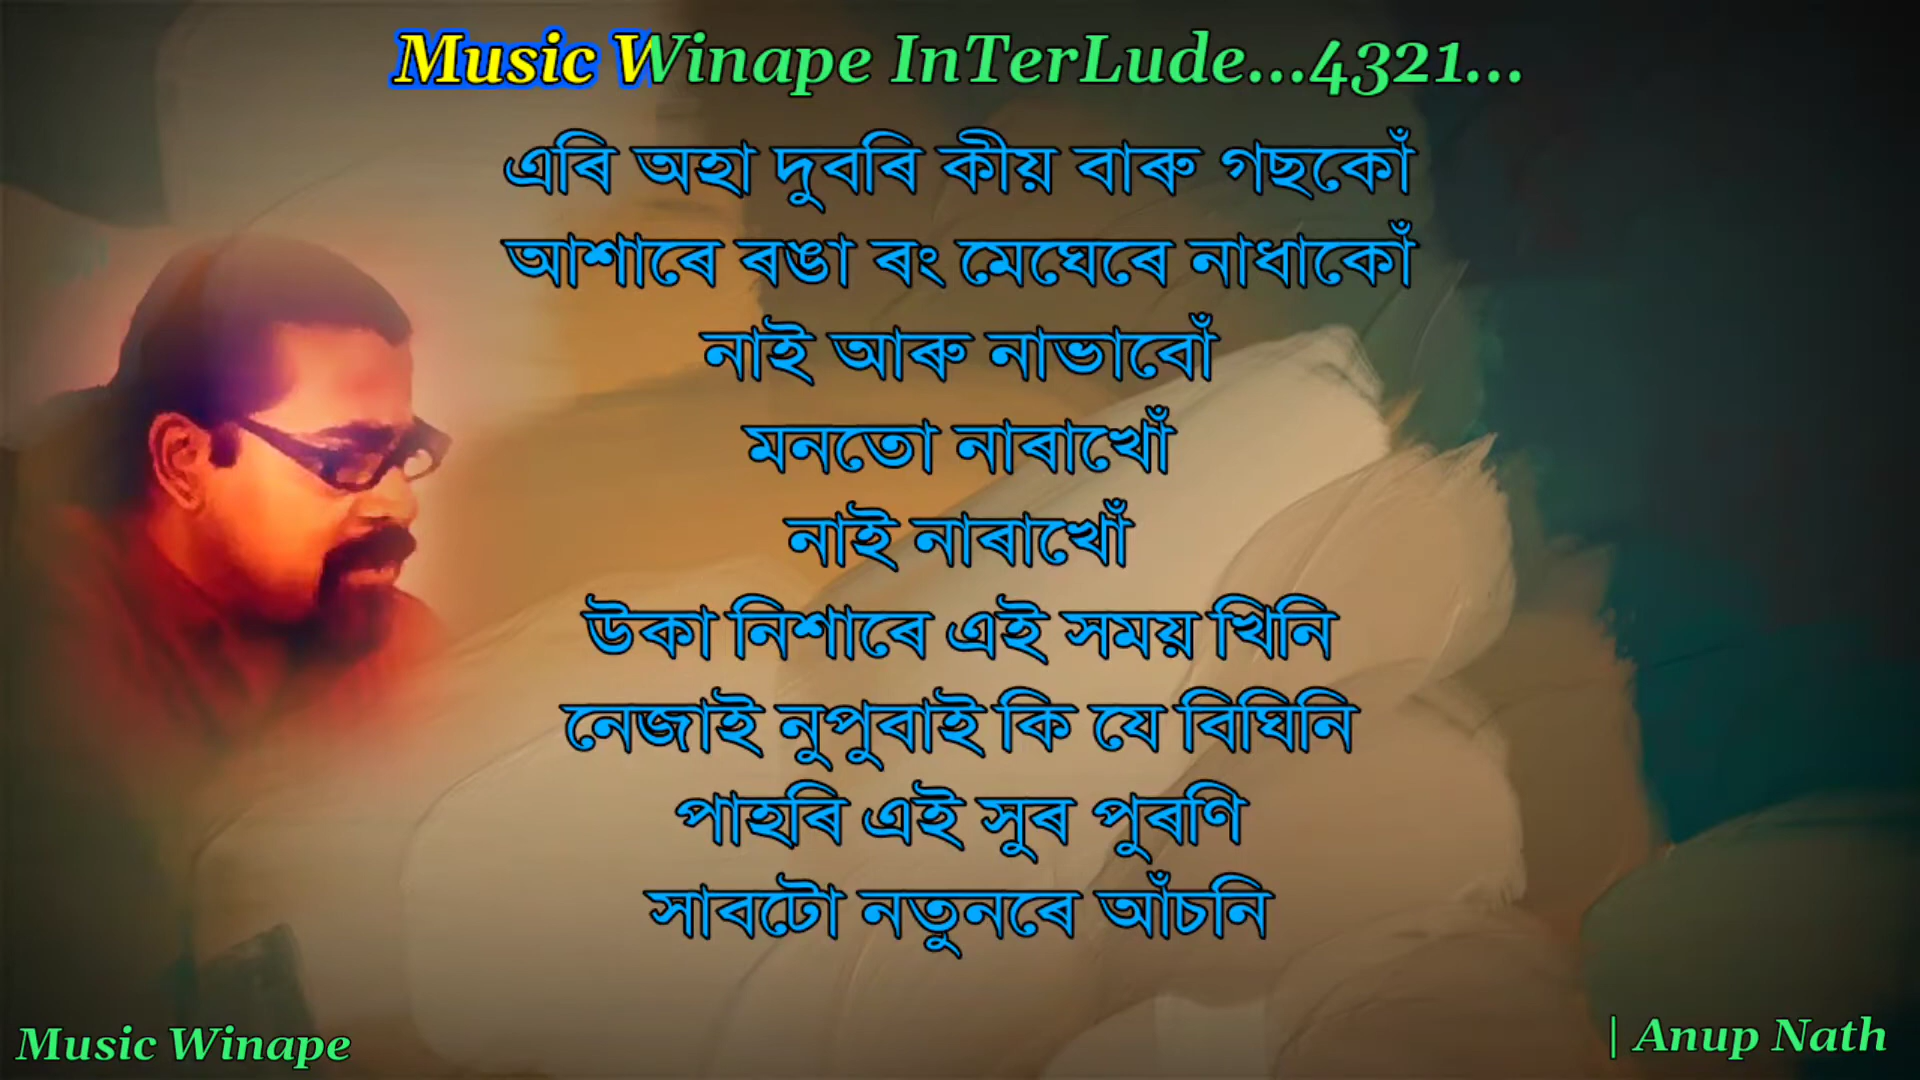 Music Winape InTerLude...4321...
এৰি অহা দুবৰি কীয় বাৰু গছকোঁ
আশাৰে ৰঙা ৰং মেঘেৰে নাধাকোঁ
নাই আৰু নাভাবোঁ
মনতো নাৰাখোঁ
নাই নাৰাখোঁ
উকা নিশাৰে এই সময় খিনি
নেজাই নুপুবাই কি যে বিঘিনি
পাহৰি এই সুৰ পুৰণি
সাবটো নতুনৰে আঁচনি
Music Winape
| Anup Nath